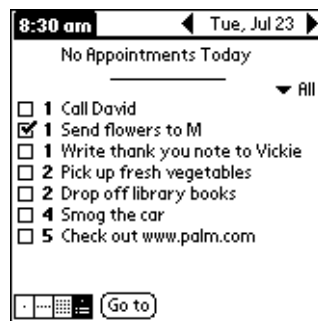 8:30 am Tue, Jul 23
No Appointments Today
All
1 Call David
1 Send flowers to M
1 Write thank you note to Vickie
2 Pick up fresh vegetables
2 Drop off library books
4 Smog the car
5 Check out www.palm.com
Go to